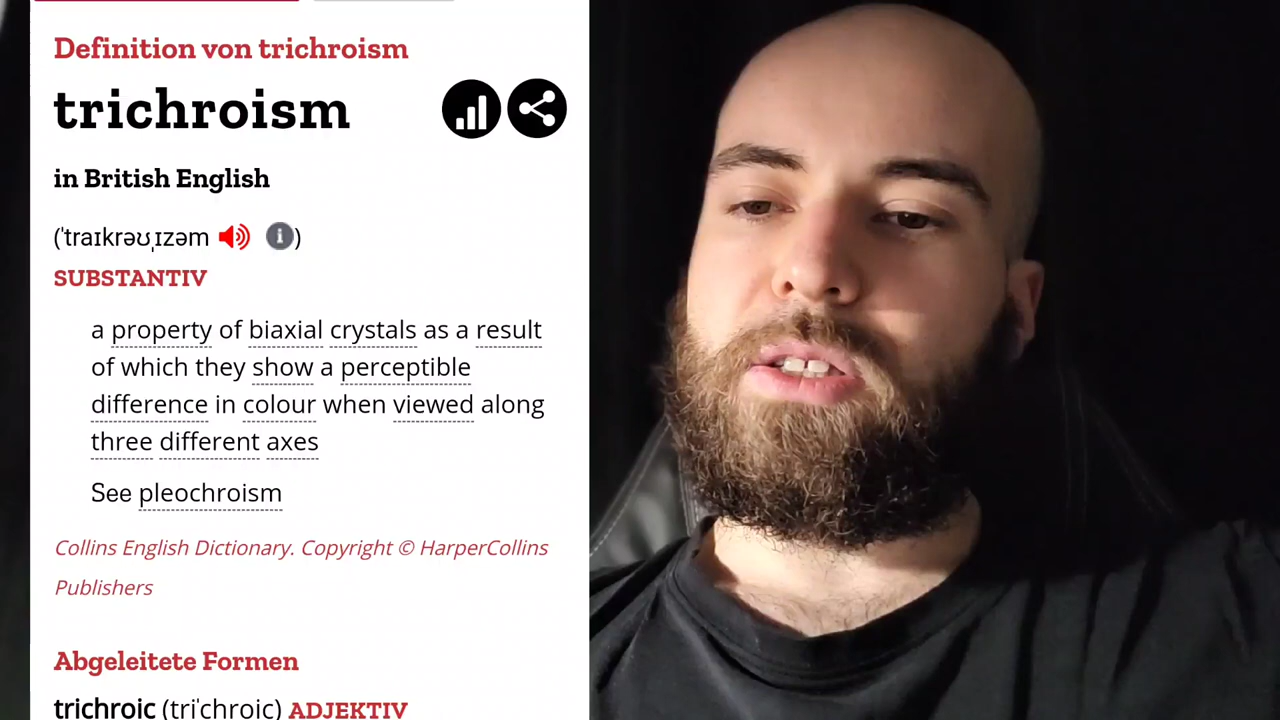 Definition von trichroism
trichroism
in British English
(ˈtraɪkrəʊˌɪzəm )
SUBSTANTIV
a property of biaxial crystals as a result
of which they show a perceptible
difference in colour when viewed along
three different axes
See pleochroism
Collins English Dictionary. Copyright © HarperCollins
Publishers
Abgeleitete Formen
trichroic (triˈchroic) ADJEKTIV